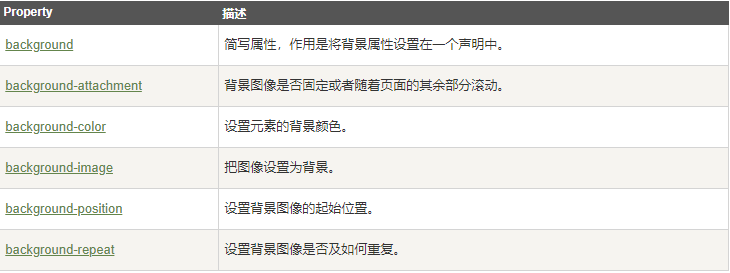 Property 描述
background 简写属性，作用是将背景属性设置在一个声明中。
background-attachment 背景图像是否固定或者随着页面的其余部分滚动。
background-color 设置元素的背景颜色。
background-image 把图像设置为背景。
background-position 设置背景图像的起始位置。
background-repeat 设置背景图像是否及如何重复。